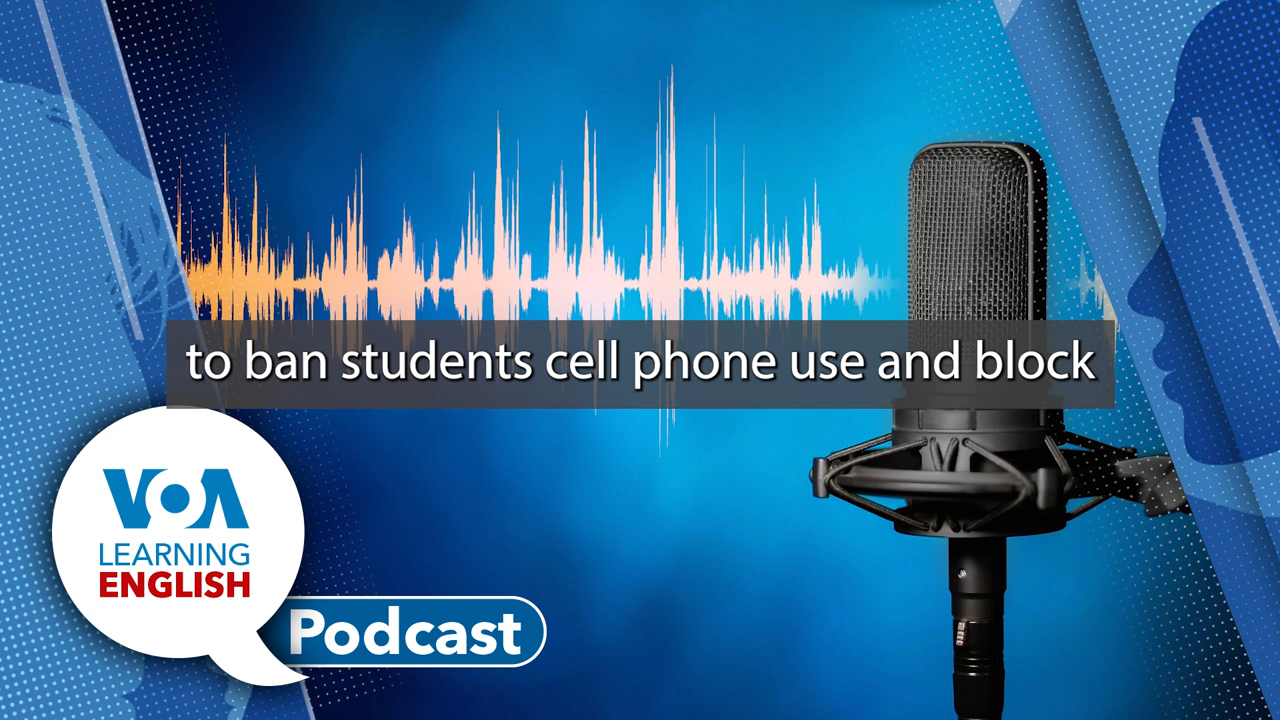 to ban students cell phone use and block
VOA
LEARNING
ENGLISH
Podcast